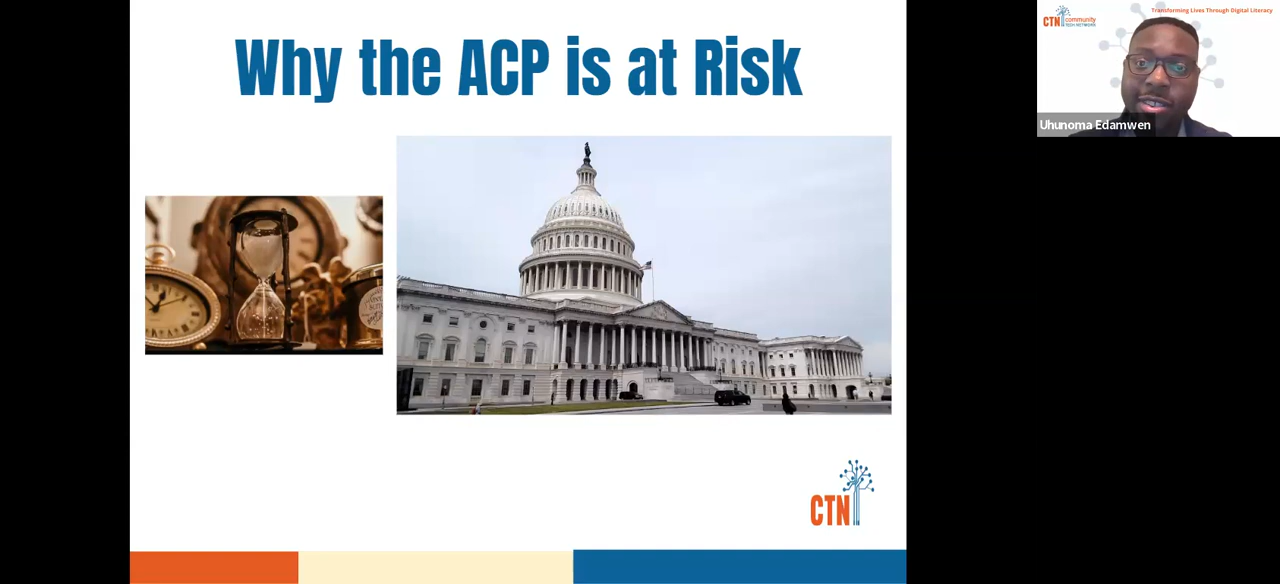 Why the ACP is at Risk
CTN
CTN community
TECH NETWORK
Transforming Lives Through Digital Literacy
Uhunoma Edamwen